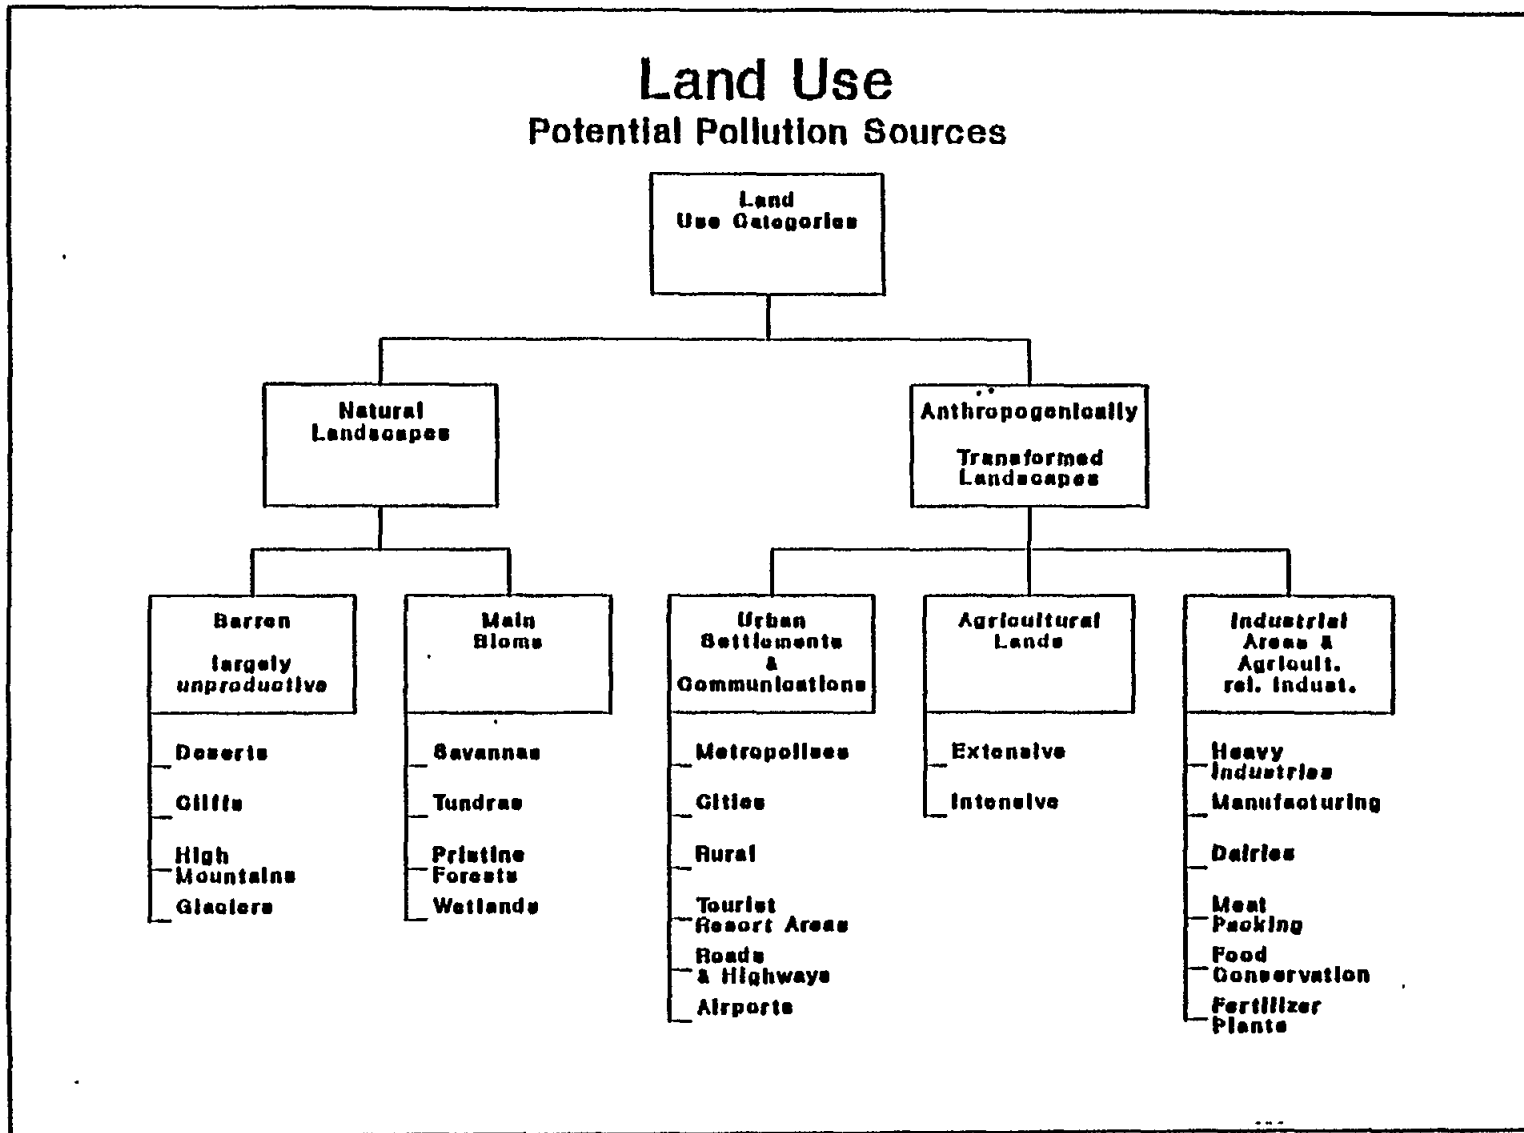 Land Use
Potential Pollution Sources
Land
Use Categories
Natural
Landscapes
Anthropogenically
Transformed
Landscapes
Barren
largely
unproductive
Main
Bioms
Urban
Settlements
&
Communications
Agricultural
Lands
Industrial
Areas &
Agricult.
rel. Indust.
Deserts
Cliffs
High
Mountains
Glaciers
Savannas
Tundras
Pristine
Forests
Wetlands
Metropolises
Cities
Rural
Tourist
Resort Areas
Roads
& Highways
Airports
Extensive
Intensive
Heavy
Industries
Manufacturing
Dairies
Meat
Packing
Food
Conservation
Fertilizer
Plants